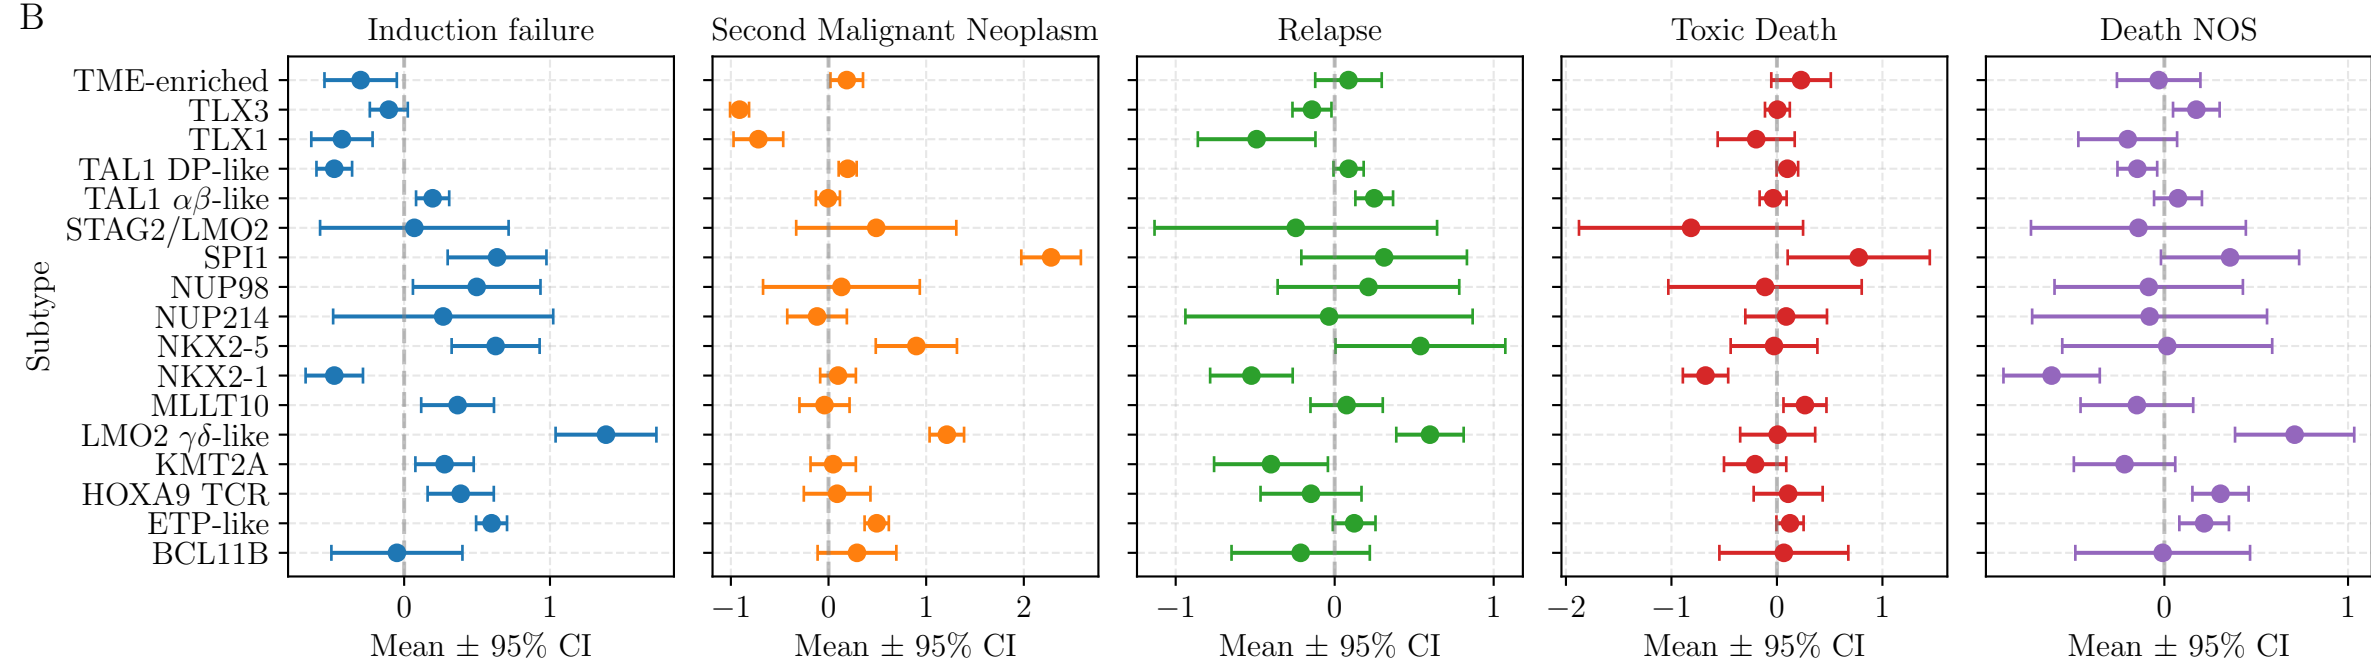 B
Induction failure
Second Malignant Neoplasm
Relapse
Toxic Death
Death NOS
Subtype
TME-enriched
TLX3
TLX1
TAL1 DP-like
TAL1 αβ-like
STAG2/LMO2
SPI1
NUP98
NUP214
NKX2-5
NKX2-1
MLLT10
LMO2 γδ-like
KMT2A
HOXA9 TCR
ETP-like
BCL11B
0 1
−1 0 1 2
−1 0 1
−2 −1 0 1
0 1
Mean ± 95% CI
Mean ± 95% CI
Mean ± 95% CI
Mean ± 95% CI
Mean ± 95% CI